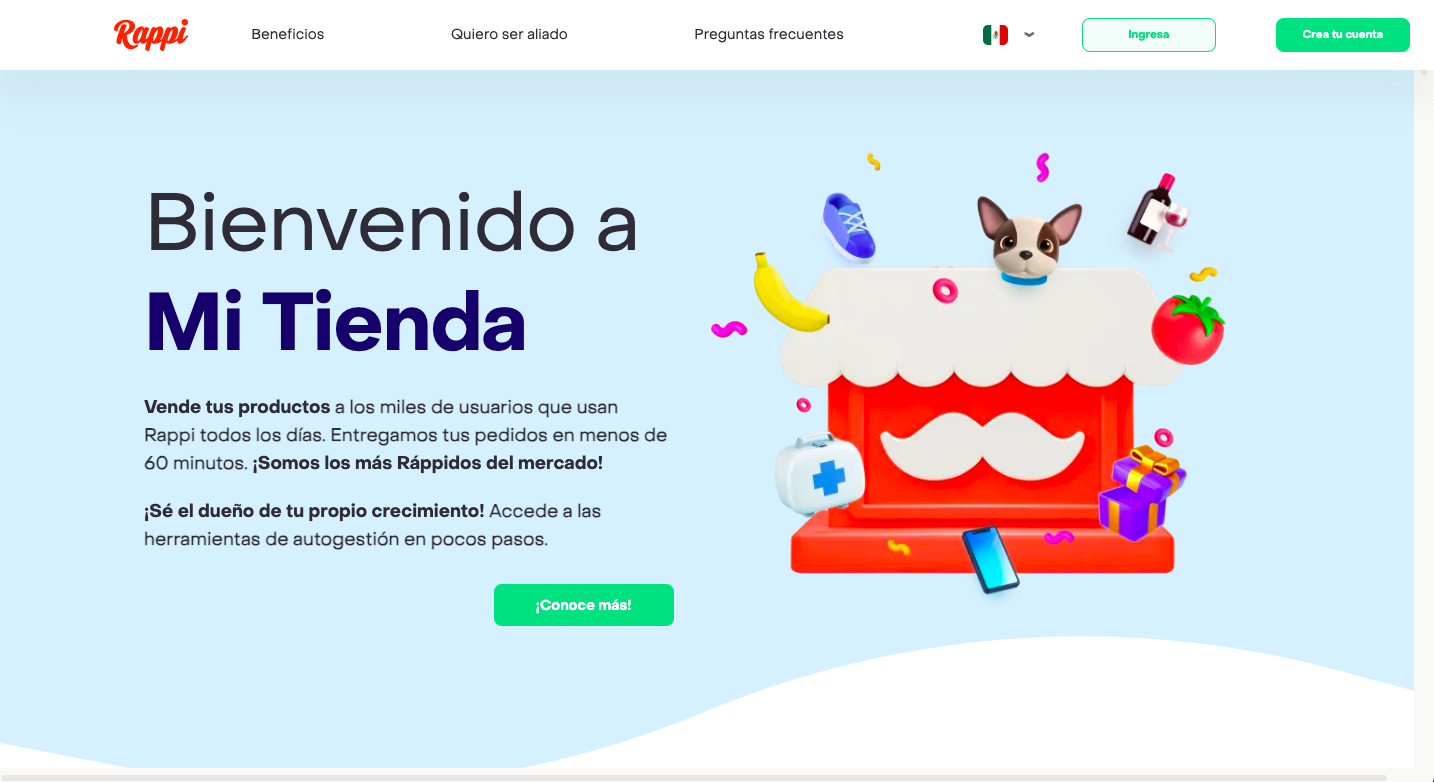 Rappi
Beneficios
Quiero ser aliado
Preguntas frecuentes
Ingresa
Crea tu cuenta
Bienvenido a
Mi Tienda
Vende tus productos a los miles de usuarios que usan
Rappi todos los días. Entregamos tus pedidos en menos de
60 minutos. ¡Somos los más Ráppidos del mercado!
¡Sé el dueño de tu propio crecimiento! Accede a las
herramientas de autogestión en pocos pasos.
¡Conoce más!